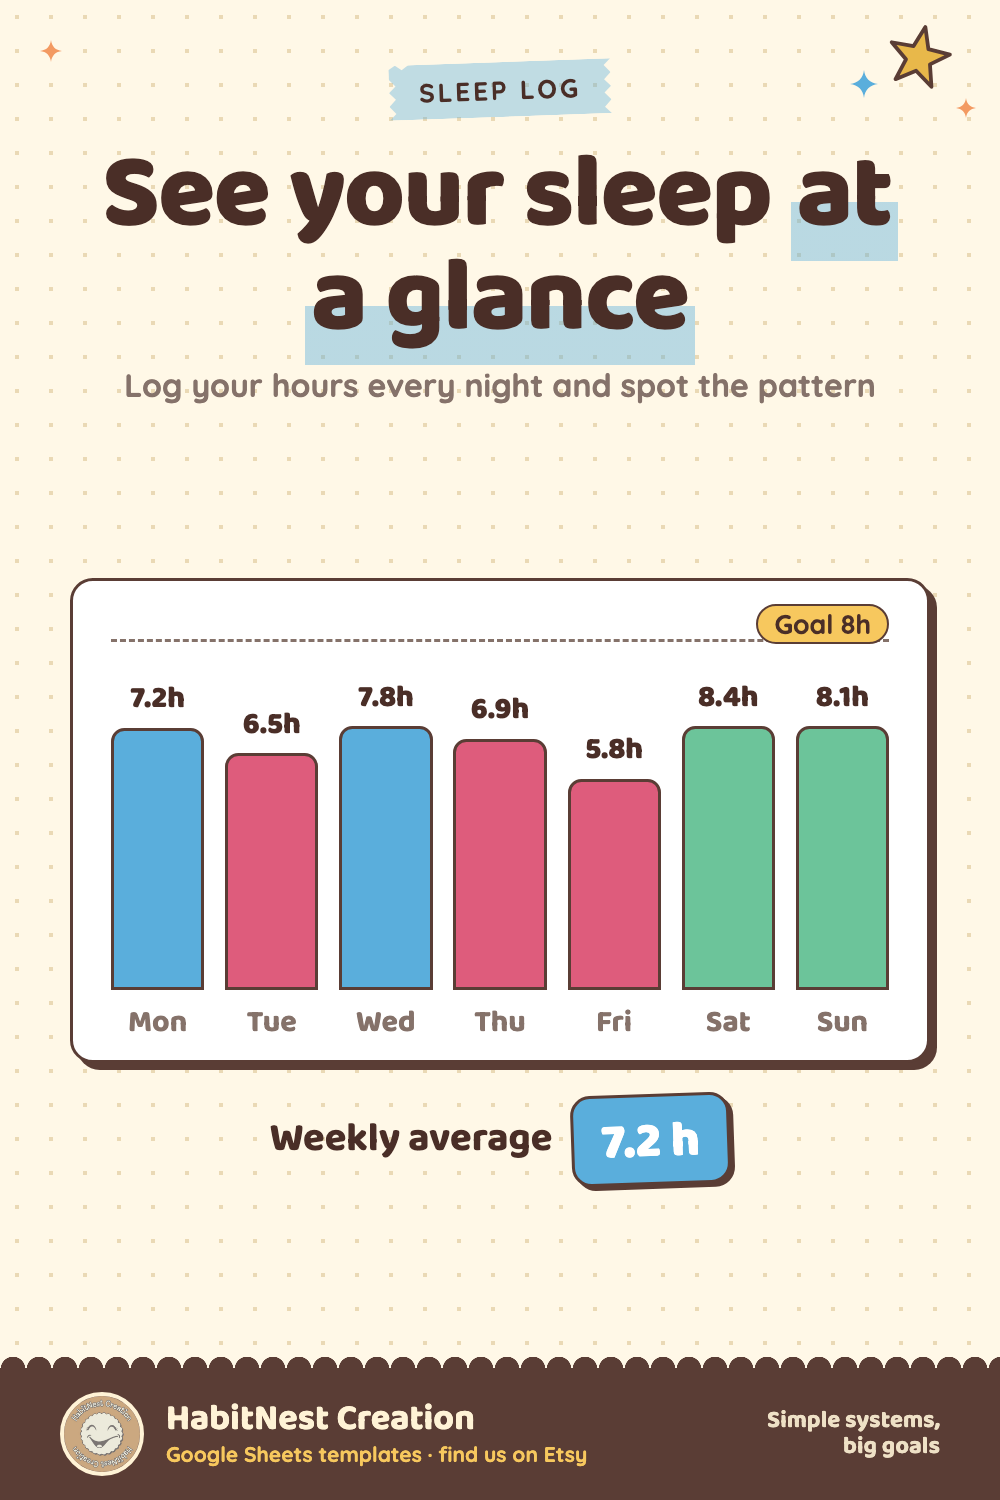 SLEEP LOG
See your sleep at
a glance
Log your hours every night and spot the pattern
Goal 8h
7.2h
6.5h
7.8h
6.9h
5.8h
8.4h
8.1h
Mon
Tue
Wed
Thu
Fri
Sat
Sun
Weekly average
7.2 h
HabitNest Creation
HabitNest Creation
Google Sheets templates · find us on Etsy
Simple systems,
big goals